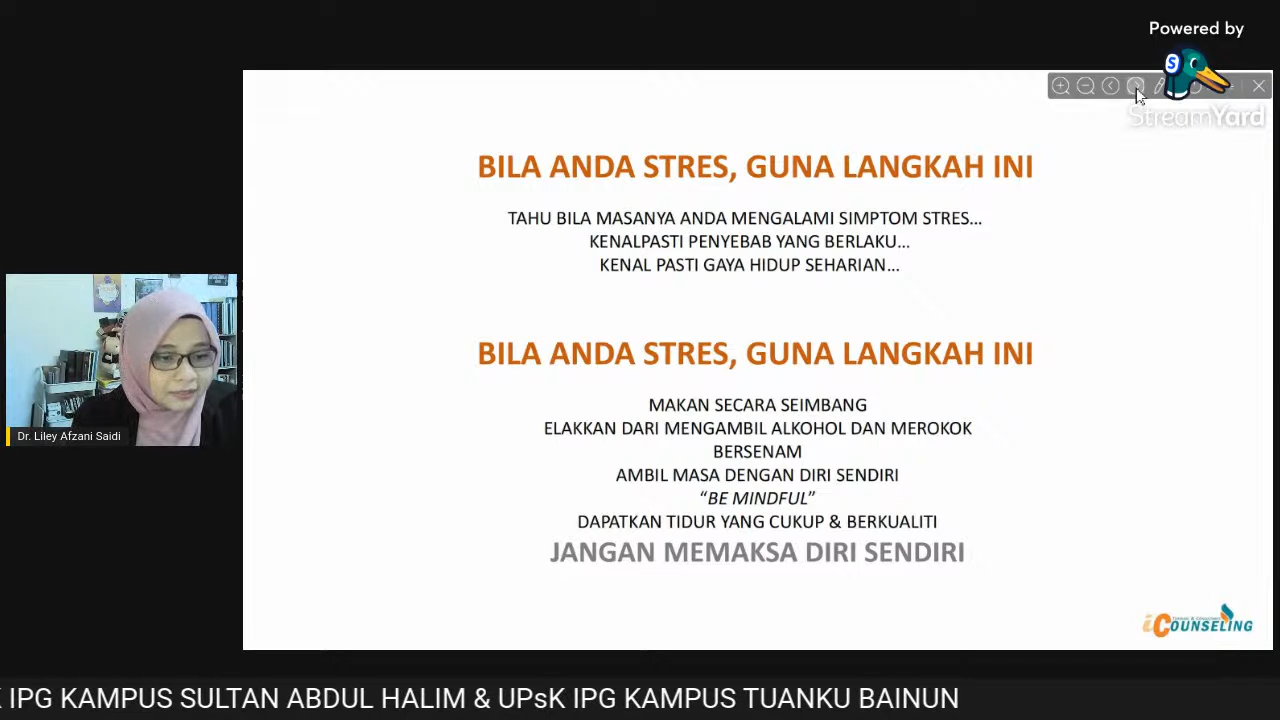 Powered by
S
StreamYard
BILA ANDA STRES, GUNA LANGKAH INI
TAHU BILA MASANYA ANDA MENGALAMI SIMPTOM STRES...
KENALPASTI PENYEBAB YANG BERLAKU...
KENAL PASTI GAYA HIDUP SEHARIAN...
BILA ANDA STRES, GUNA LANGKAH INI
MAKAN SECARA SEIMBANG
ELAKKAN DARI MENGAMBIL ALKOHOL DAN MEROKOK
BERSENAM
AMBIL MASA DENGAN DIRI SENDIRI
“BE MINDFUL”
DAPATKAN TIDUR YANG CUKUP & BERKUALITI
JANGAN MEMAKSA DIRI SENDIRI
Dr. Liley Afzani Saidi
iCOUNSELING
IPG KAMPUS SULTAN ABDUL HALIM & UPsK IPG KAMPUS TUANKU BAINUN